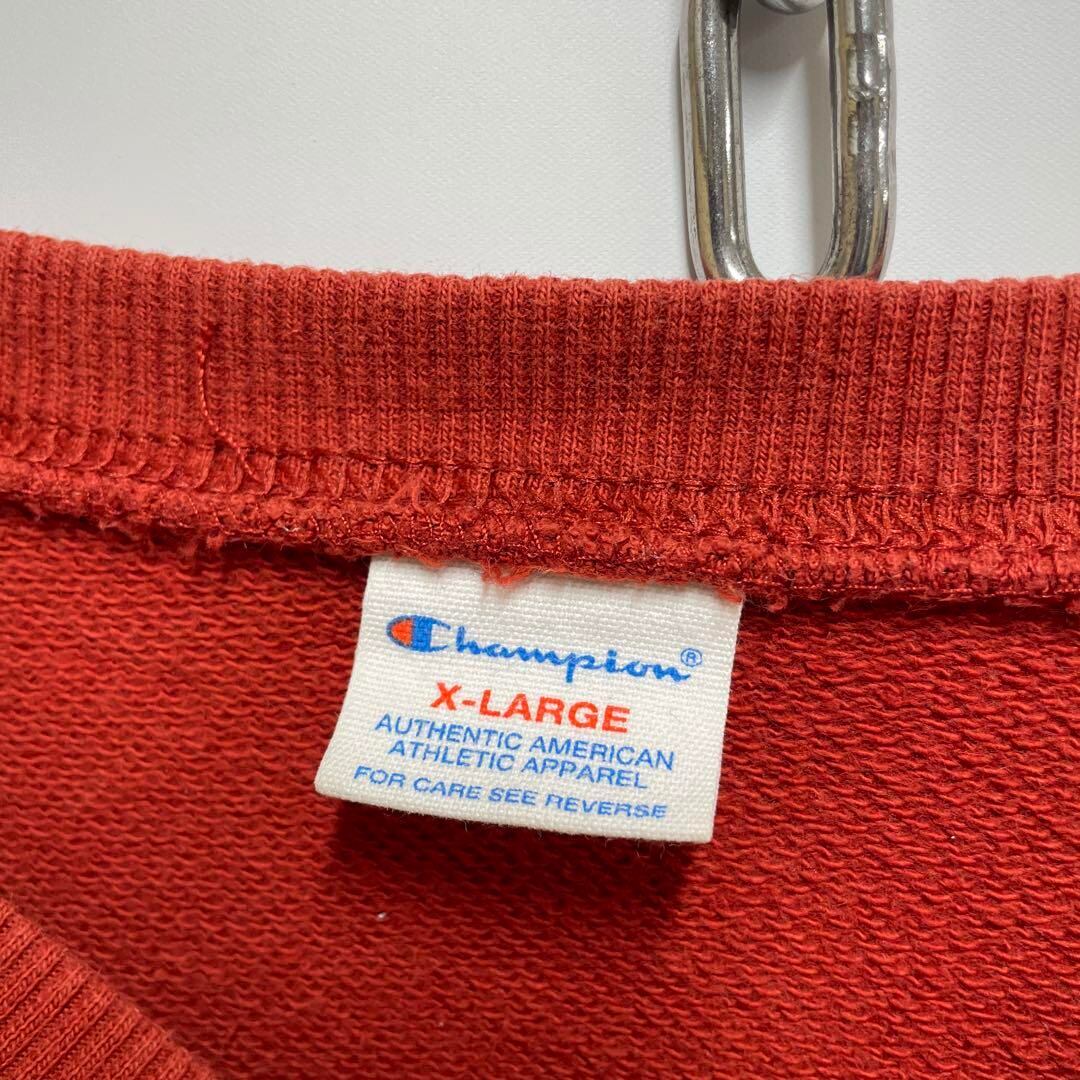 Champion®
X-LARGE
AUTHENTIC AMERICAN
ATHLETIC APPAREL
FOR CARE SEE REVERSE